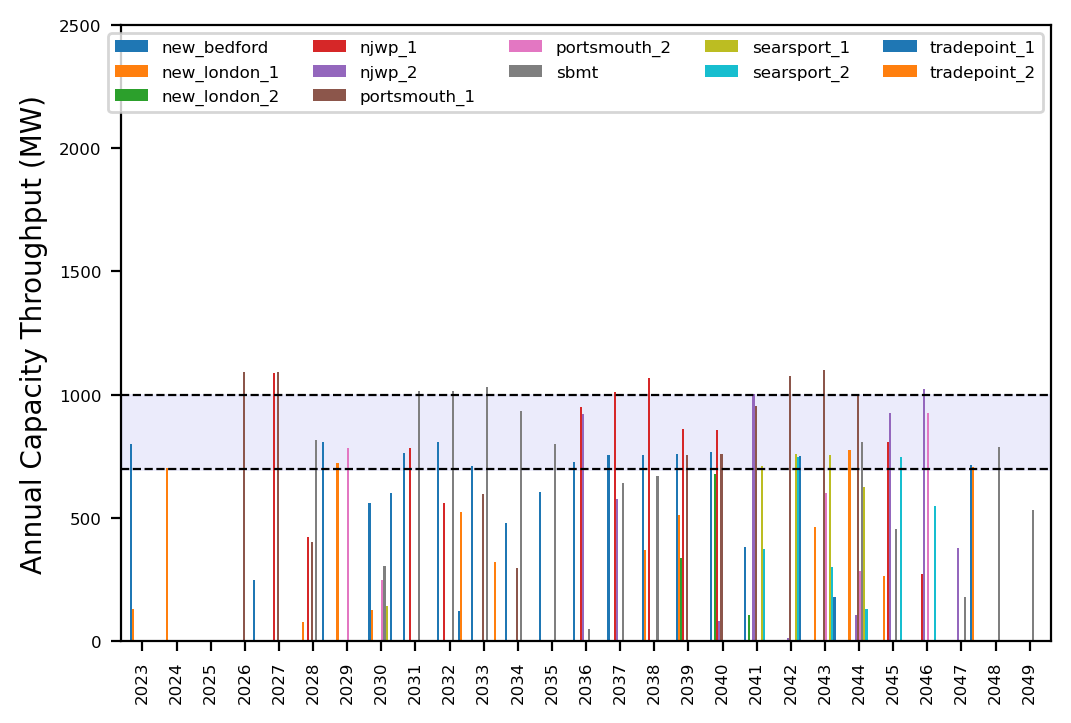 Annual Capacity Throughput (MW)
2500
2000
1500
1000
500
0
new_bedford
new_london_1
new_london_2
njwp_1
njwp_2
portsmouth_1
portsmouth_2
sbmt
searsport_1
searsport_2
tradepoint_1
tradepoint_2
2023
2024
2025
2026
2027
2028
2029
2030
2031
2032
2033
2034
2035
2036
2037
2038
2039
2040
2041
2042
2043
2044
2045
2046
2047
2048
2049